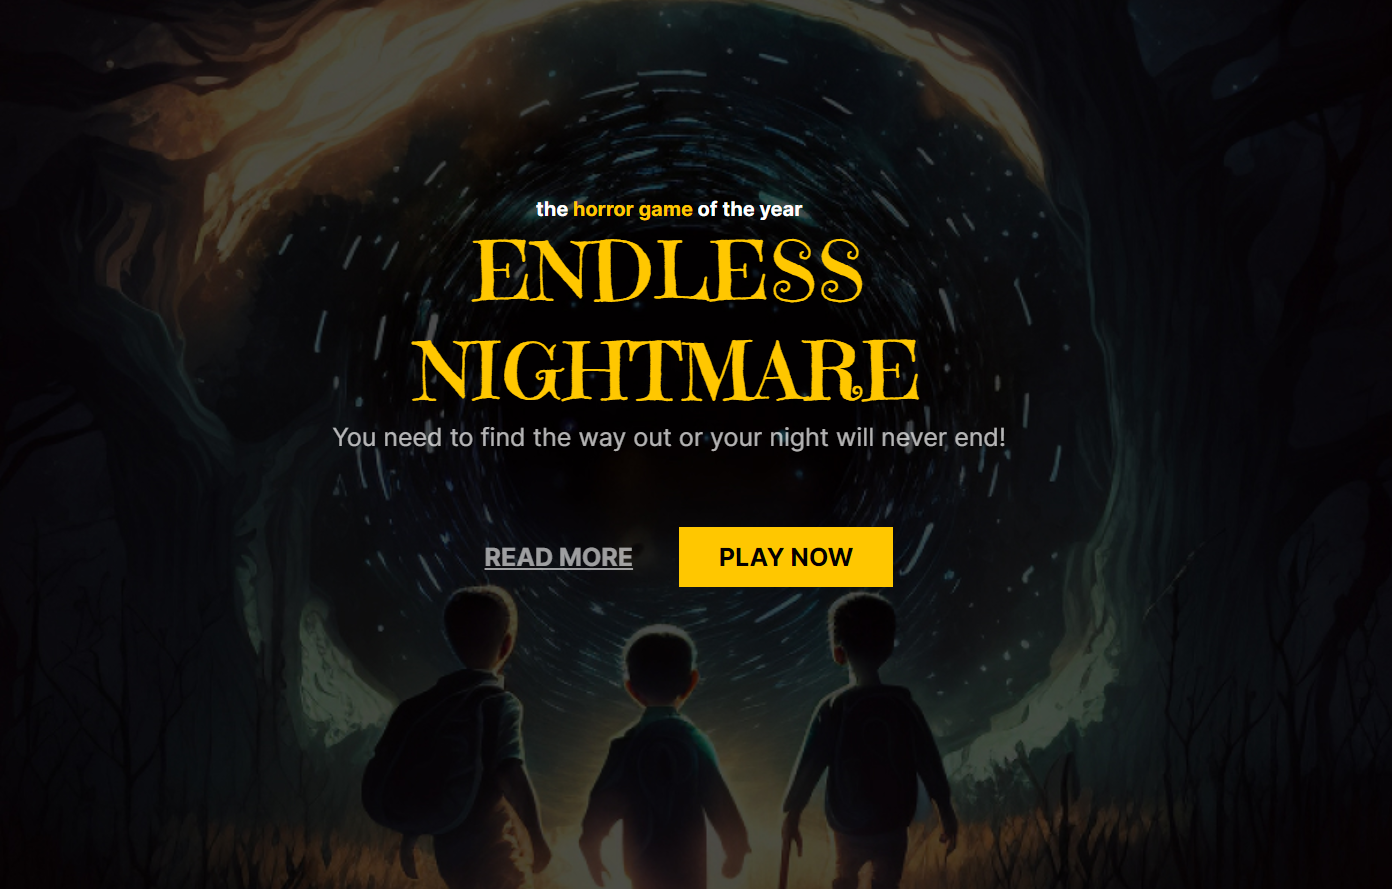 the horror game of the year
ENDLESS
NIGHTMARE
You need to find the way out or your night will never end!
READ MORE
PLAY NOW